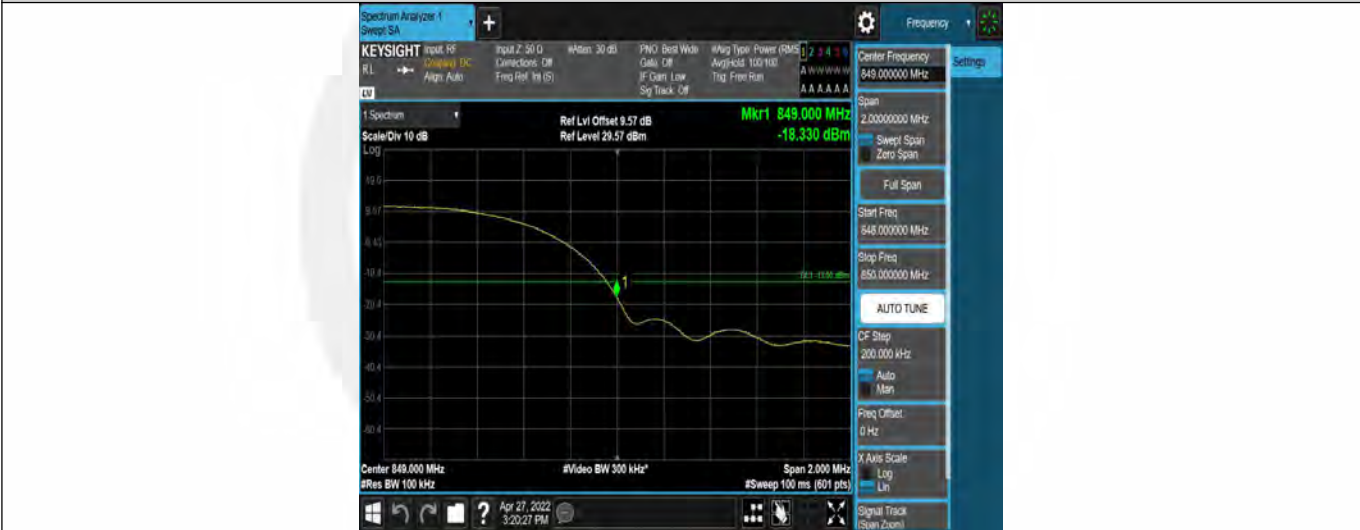 Spectrum Analyzer 1
Swept SA
+
Frequency
KEYSIGHT
Input: RF
Coupling: DC
Align: Auto
Input Z: 50 Ω
Corrections: Off
Freq Ref: Int (S)
#Atten: 30 dB
PNO: Best Wide
Gate: Off
IF Gain: Low
Sig Track: Off
#Avg Type: Power (RMS
Avg|Hold: 100/100
Trig: Free Run
1 2 3 4 5 6
A W W W W W
A A A A A A
RL
LV
Center Frequency
849.000000 MHz
Settings
Span
2.00000000 MHz
Swept Span
Zero Span
Full Span
Start Freq
848.000000 MHz
Stop Freq
850.000000 MHz
AUTO TUNE
CF Step
200.000 kHz
Auto
Man
Freq Offset
0 Hz
X Axis Scale
Log
Lin
Signal Track
(Span Zoom)
1 Spectrum
Scale/Div 10 dB
Log
Ref Lvl Offset 9.57 dB
Ref Level 29.57 dBm
Mkr1 849.000 MHz
-18.330 dBm
19.6
9.57
-10.4
-20.4
-30.4
-40.4
-50.4
-60.4
1
Center 849.000 MHz
#Res BW 100 kHz
#Video BW 300 kHz*
Span 2.000 MHz
#Sweep 100 ms (601 pts)
?
Apr 27, 2022
3:20:27 PM